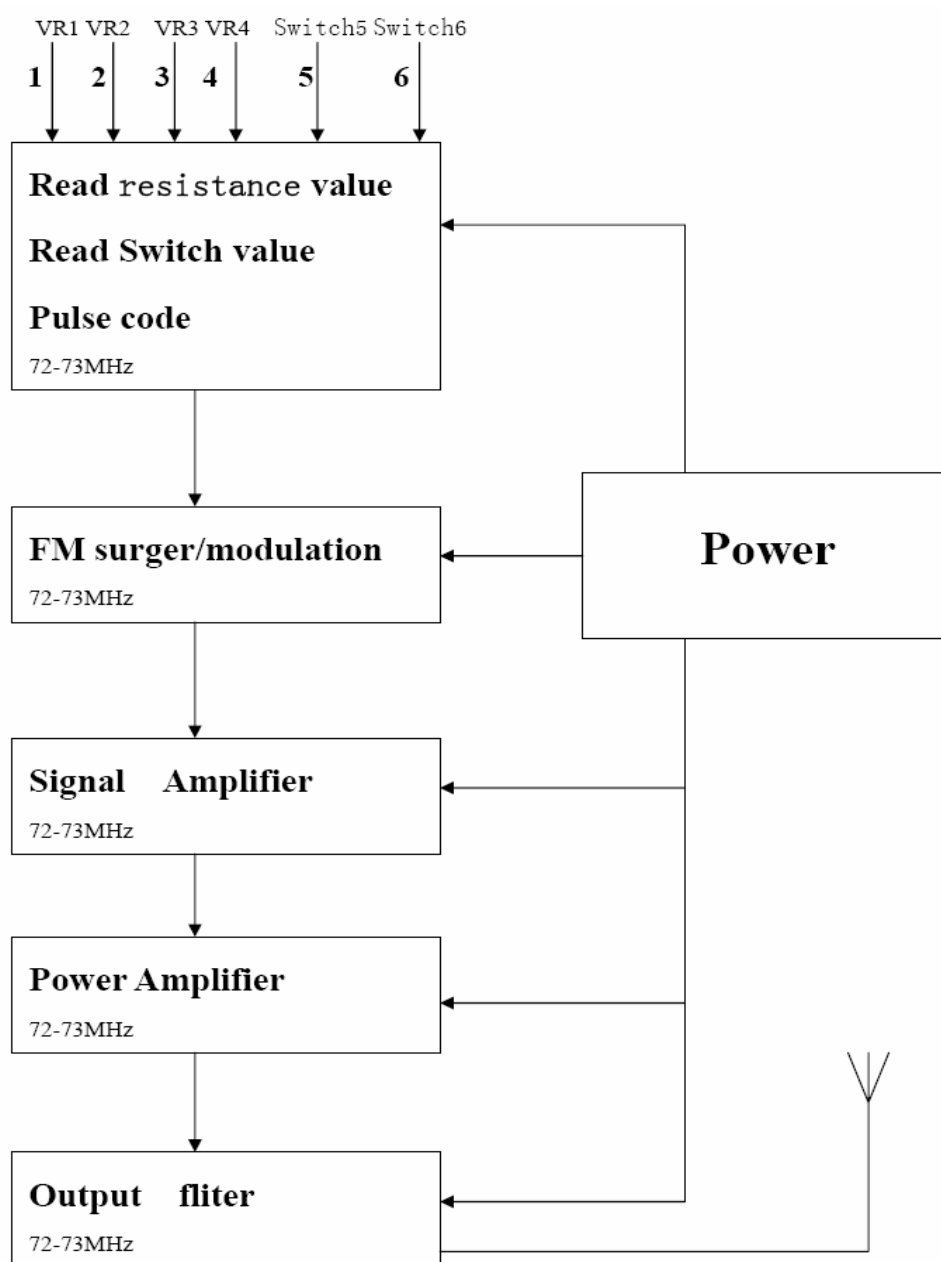 VR1 VR2 VR3 VR4 Switch5 Switch6
1 2 3 4 5 6
Read resistance value
Read Switch value
Pulse code
72-73MHz
FM surger/modulation
72-73MHz
Power
Signal Amplifier
72-73MHz
Power Amplifier
72-73MHz
Output fliter
72-73MHz